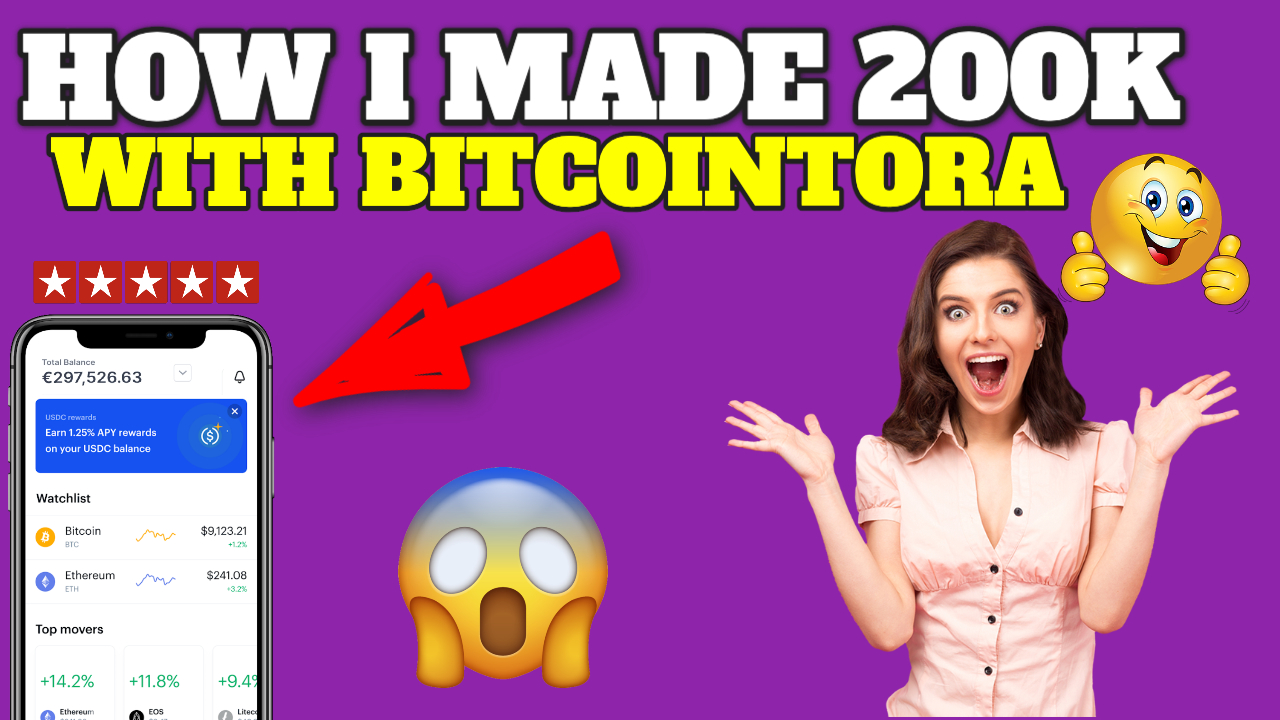 HOW I MADE 200K
WITH BITCOINTORA
Total Balance
€297,526.63
USDC rewards
Earn 1.25% APY rewards
on your USDC balance
Watchlist
Bitcoin $9,123.21
BTC +1.2%
Ethereum $241.08
ETH +3.2%
Top movers
+14.2% +11.8% +9.4%
Ethereum EOS Liteco